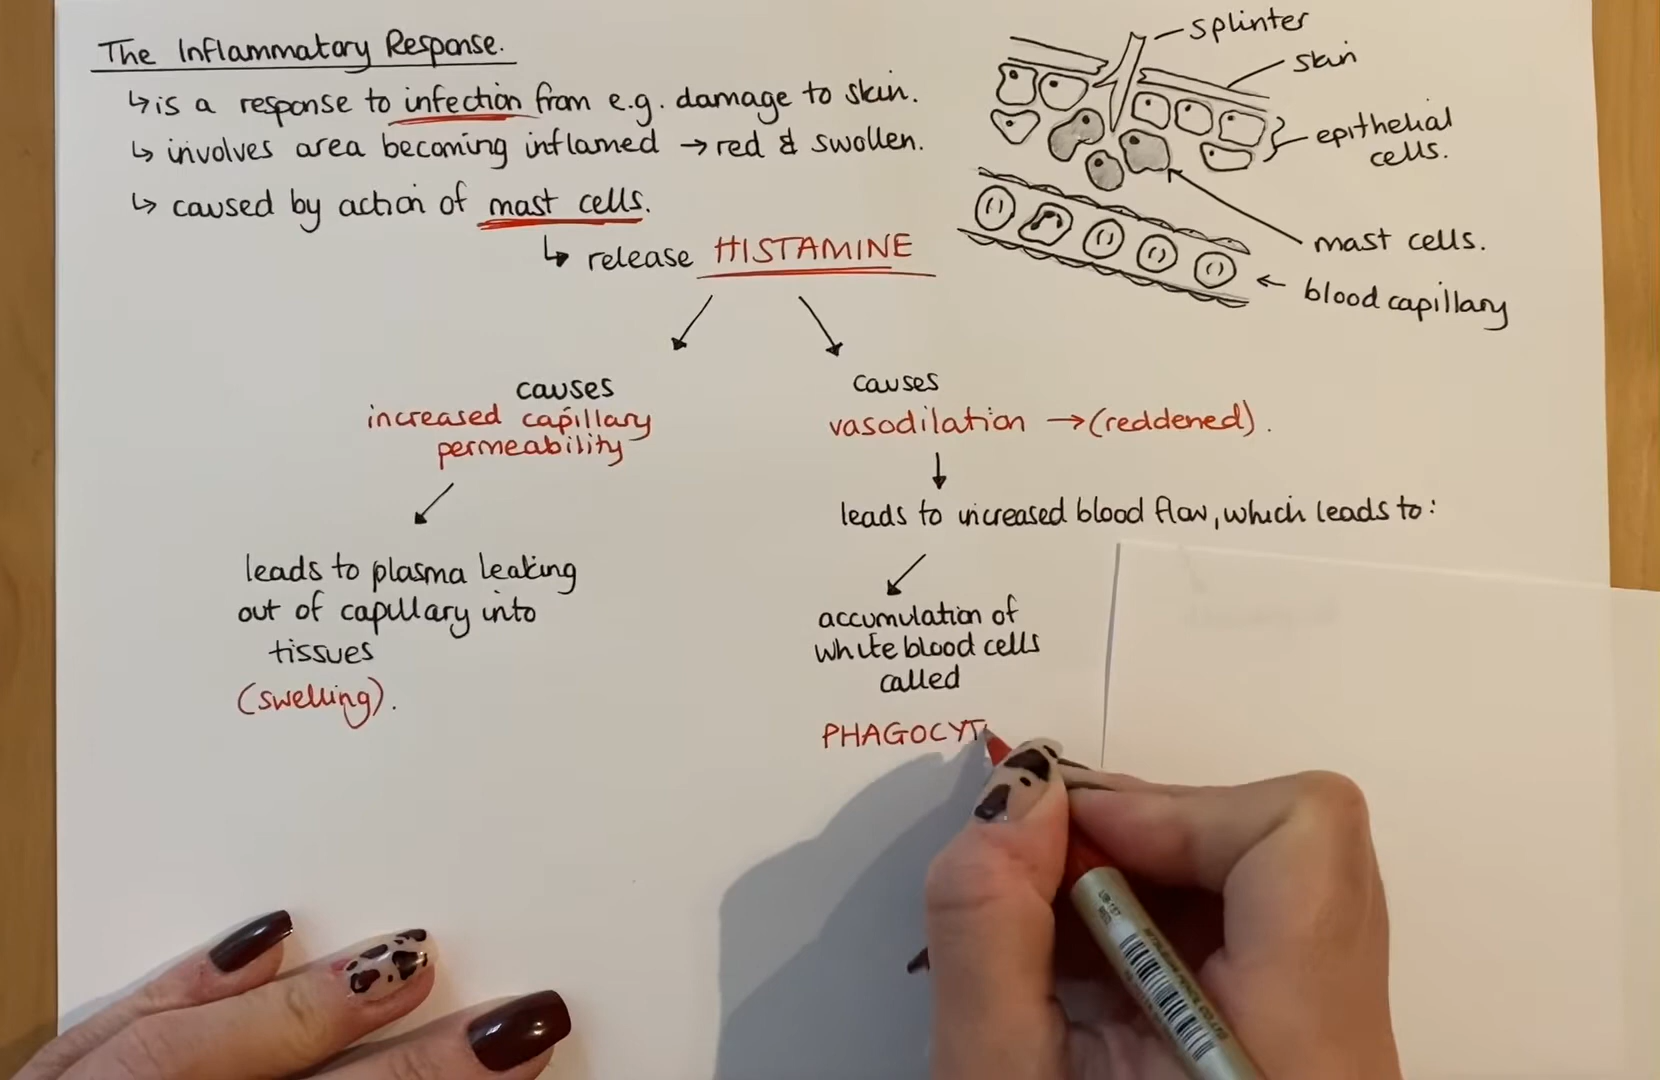 The Inflammatory Response.
↳ is a response to infection from e.g. damage to skin.
↳ involves area becoming inflamed → red & swollen.
↳ caused by action of mast cells.
↳ release HISTAMINE
splinter
skin
epithelial
cells.
mast cells.
blood capillary
causes
increased capillary
permeability
leads to plasma leaking
out of capillary into
tissues
(swelling).
causes
vasodilation → (reddened).
leads to increased blood flow, which leads to:
accumulation of
white blood cells
called
PHAGOCYT